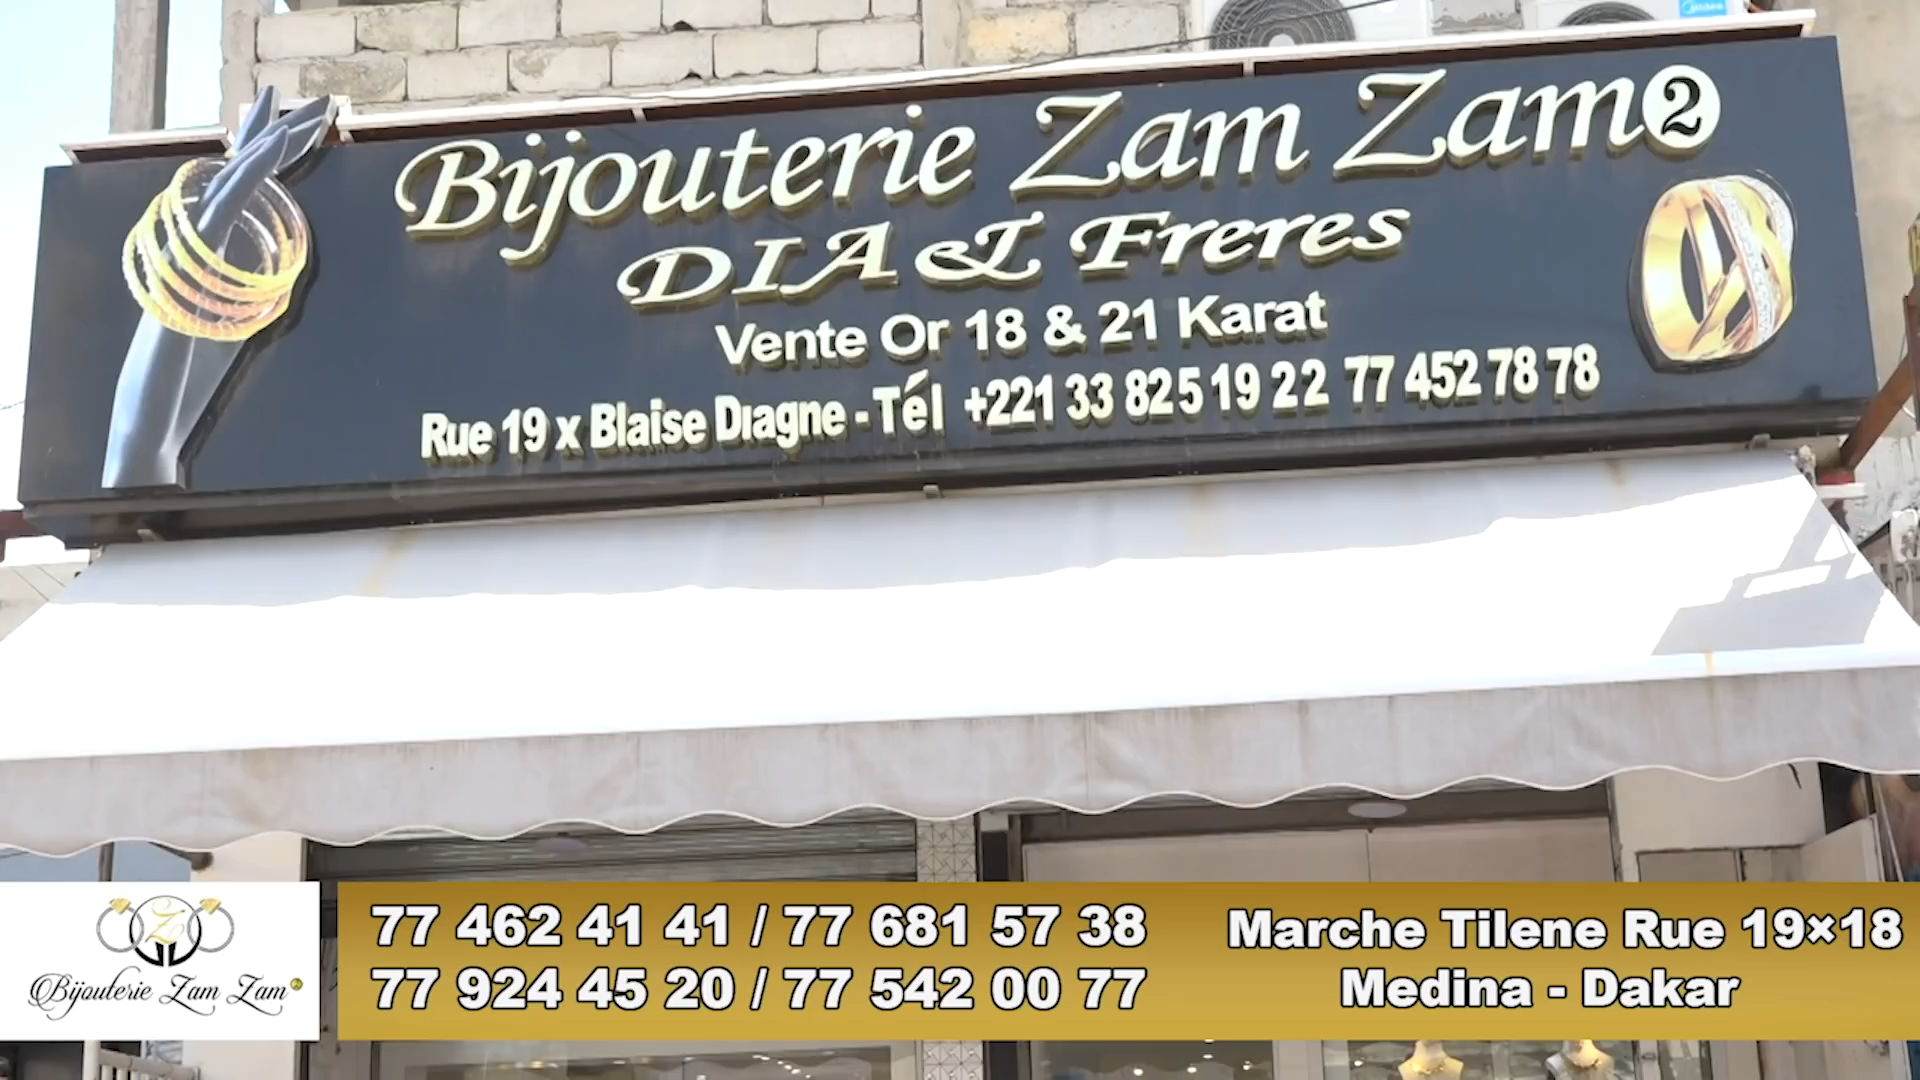 Midea
Bijouterie Zam Zam 2
DIA & Freres
Vente Or 18 & 21 Karat
Rue 19 x Blaise Diagne - Tél +221 33 825 19 22 77 452 78 78
Bijouterie Zam Zam 2
77 462 41 41 / 77 681 57 38
77 924 45 20 / 77 542 00 77
Marche Tilene Rue 19×18
Medina - Dakar